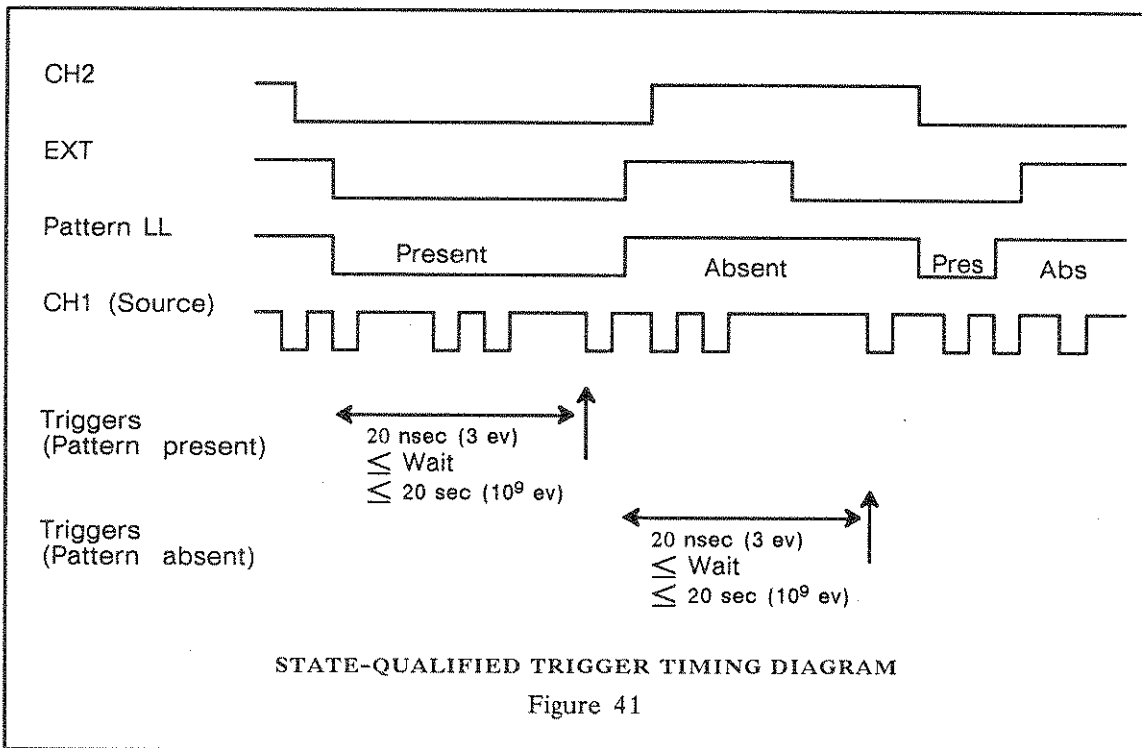 CH2
EXT
Pattern LL
Present
Absent
Pres
Abs
CH1 (Source)
Triggers
(Pattern present)
20 nsec (3 ev)
≤ Wait
≤ 20 sec (10⁹ ev)
Triggers
(Pattern absent)
20 nsec (3 ev)
≤ Wait
≤ 20 sec (10⁹ ev)
STATE-QUALIFIED TRIGGER TIMING DIAGRAM
Figure 41